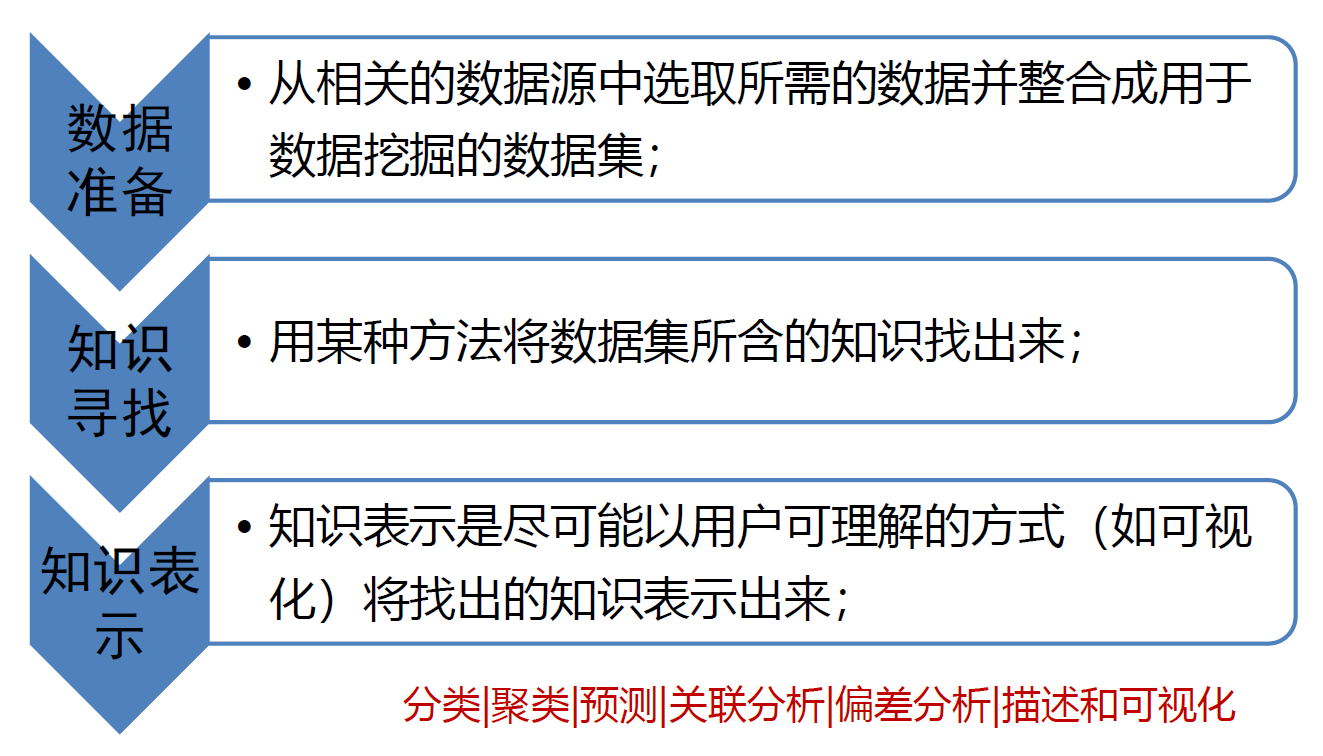 数据
准备
• 从相关的数据源中选取所需的数据并整合成用于
数据挖掘的数据集；
知识
寻找
• 用某种方法将数据集所含的知识找出来；
知识表
示
• 知识表示是尽可能以用户可理解的方式（如可视
化）将找出的知识表示出来；
分类|聚类|预测|关联分析|偏差分析|描述和可视化